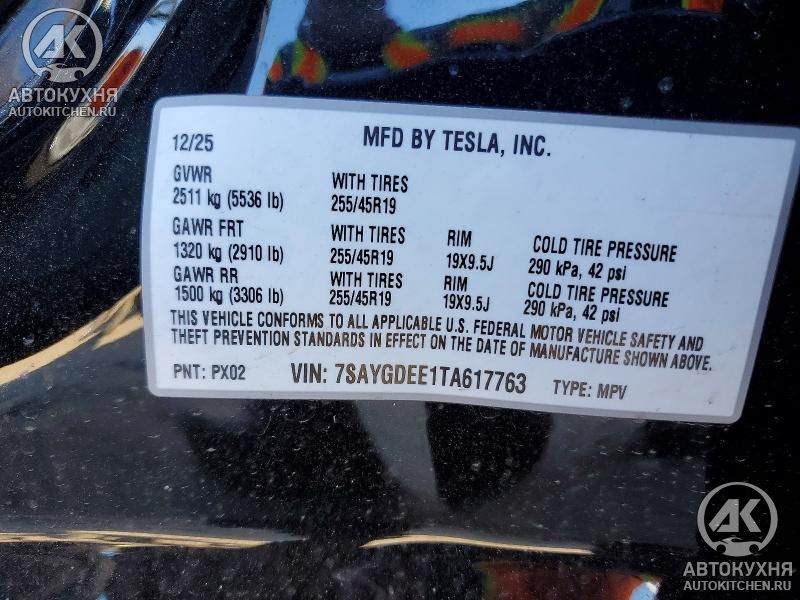 AK
АВТОКУХНЯ
AUTOKITCHEN.RU
12/25 MFD BY TESLA, INC.
GVWR
2511 kg (5536 lb) WITH TIRES 255/45R19
GAWR FRT
1320 kg (2910 lb) WITH TIRES 255/45R19 RIM 19X9.5J COLD TIRE PRESSURE 290 kPa, 42 psi
GAWR RR
1500 kg (3306 lb) WITH TIRES 255/45R19 RIM 19X9.5J COLD TIRE PRESSURE 290 kPa, 42 psi
THIS VEHICLE CONFORMS TO ALL APPLICABLE U.S. FEDERAL MOTOR VEHICLE SAFETY AND
THEFT PREVENTION STANDARDS IN EFFECT ON THE DATE OF MANUFACTURE SHOWN ABOVE.
PNT: PX02 VIN: 7SAYGDEE1TA617763 TYPE: MPV
AK
АВТОКУХНЯ
AUTOKITCHEN.RU